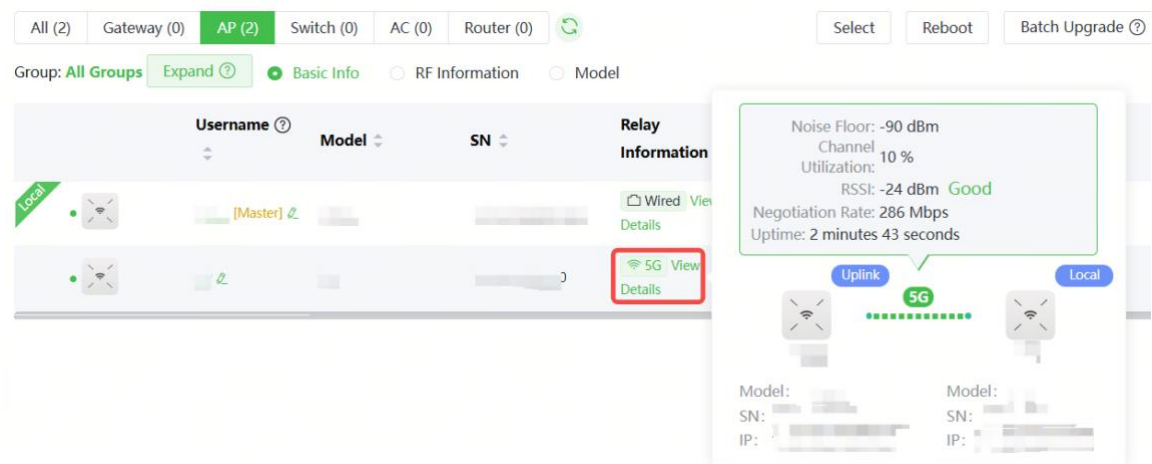 All (2) Gateway (0) AP (2) Switch (0) AC (0) Router (0) Select Reboot Batch Upgrade ?
Group: All Groups Expand ? Basic Info RF Information Model
Username ?
Model
SN
Relay
Information
Local
[Master]
Wired View
Details
5G View
Details
Noise Floor: -90 dBm
Channel
Utilization: 10 %
RSSI: -24 dBm Good
Negotiation Rate: 286 Mbps
Uptime: 2 minutes 43 seconds
Uplink Local
5G
Model: Model:
SN: SN:
IP: IP: